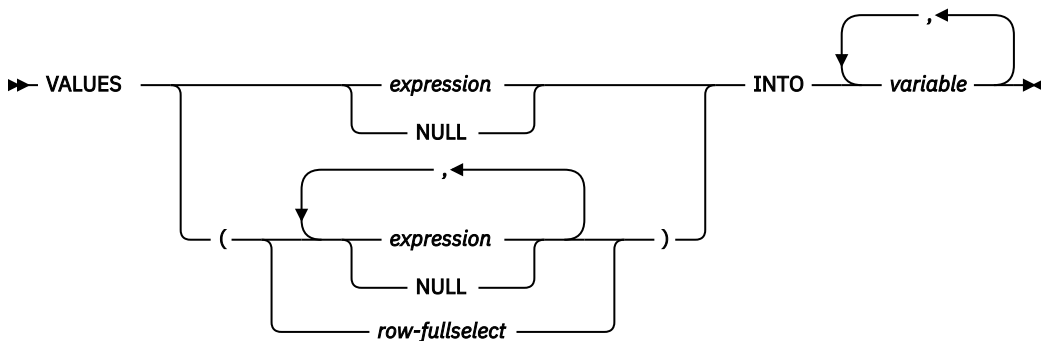 ,
VALUES expression INTO variable
NULL
,
( expression )
NULL
row-fullselect